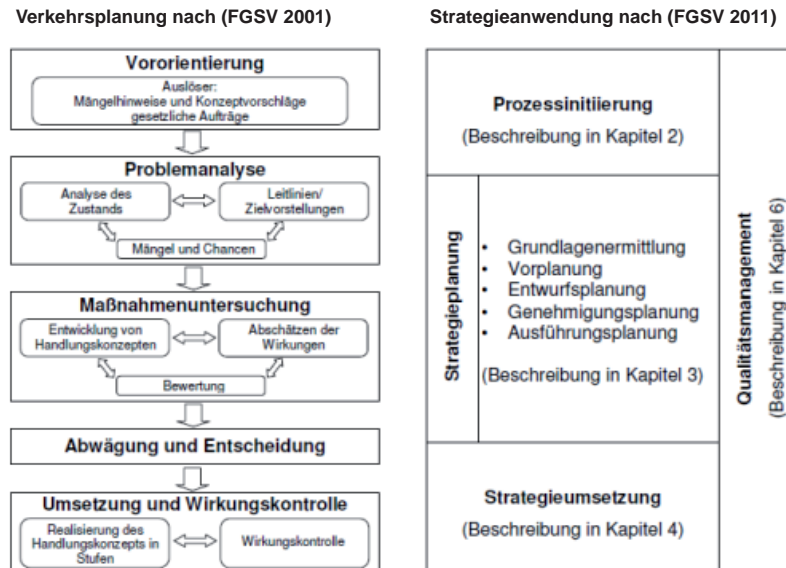 Verkehrsplanung nach (FGSV 2001)
Vororientierung
Auslöser:
Mängelhinweise und Konzeptvorschläge
gesetzliche Aufträge
Problemanalyse
Analyse des
Zustands
Leitlinien/
Zielvorstellungen
Mängel und Chancen
Maßnahmenuntersuchung
Entwicklung von
Handlungskonzepten
Abschätzen der
Wirkungen
Bewertung
Abwägung und Entscheidung
Umsetzung und Wirkungskontrolle
Realisierung des
Handlungskonzepts in
Stufen
Wirkungskontrolle
Strategieanwendung nach (FGSV 2011)
Prozessinitiierung
(Beschreibung in Kapitel 2)
Strategieplanung
• Grundlagenermittlung
• Vorplanung
• Entwurfsplanung
• Genehmigungsplanung
• Ausführungsplanung
(Beschreibung in Kapitel 3)
Strategieumsetzung
(Beschreibung in Kapitel 4)
Qualitätsmanagement
(Beschreibung in Kapitel 6)